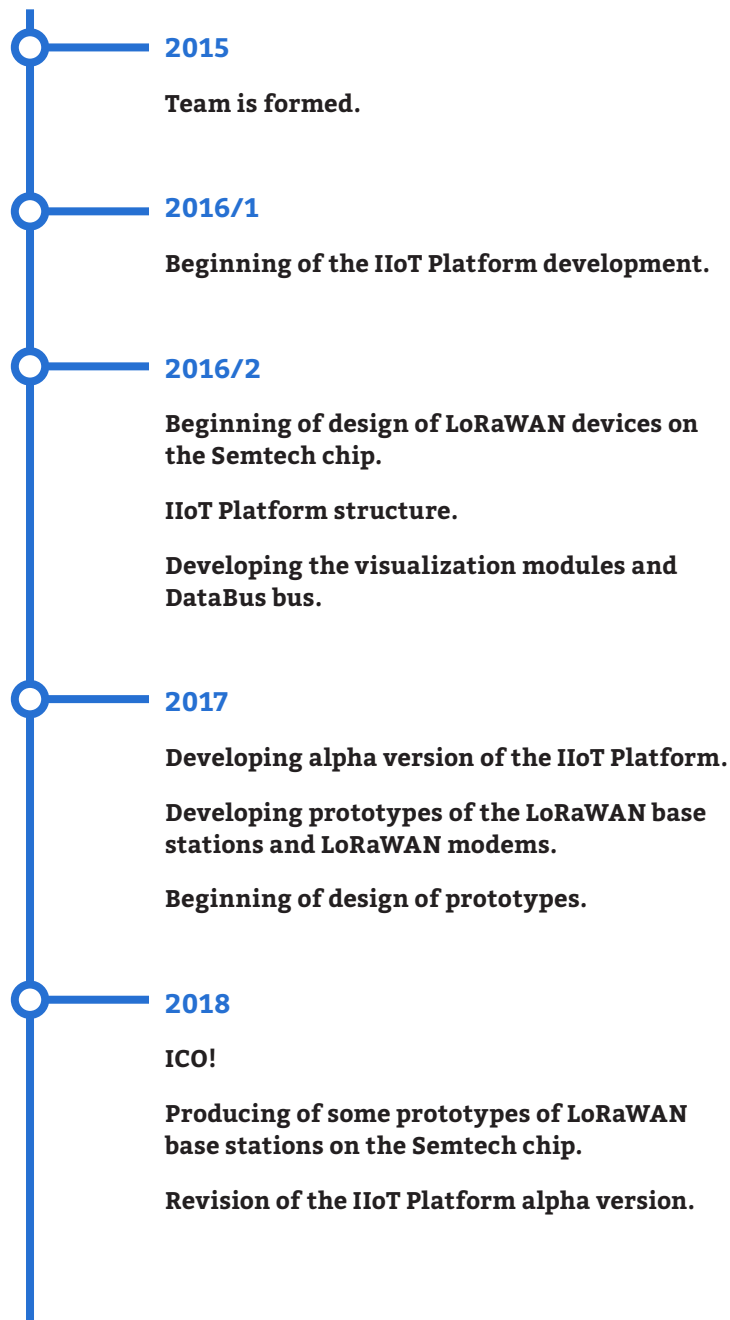 2015
Team is formed.
2016/1
Beginning of the IIoT Platform development.
2016/2
Beginning of design of LoRaWAN devices on
the Semtech chip.
IIoT Platform structure.
Developing the visualization modules and
DataBus bus.
2017
Developing alpha version of the IIoT Platform.
Developing prototypes of the LoRaWAN base
stations and LoRaWAN modems.
Beginning of design of prototypes.
2018
ICO!
Producing of some prototypes of LoRaWAN
base stations on the Semtech chip.
Revision of the IIoT Platform alpha version.